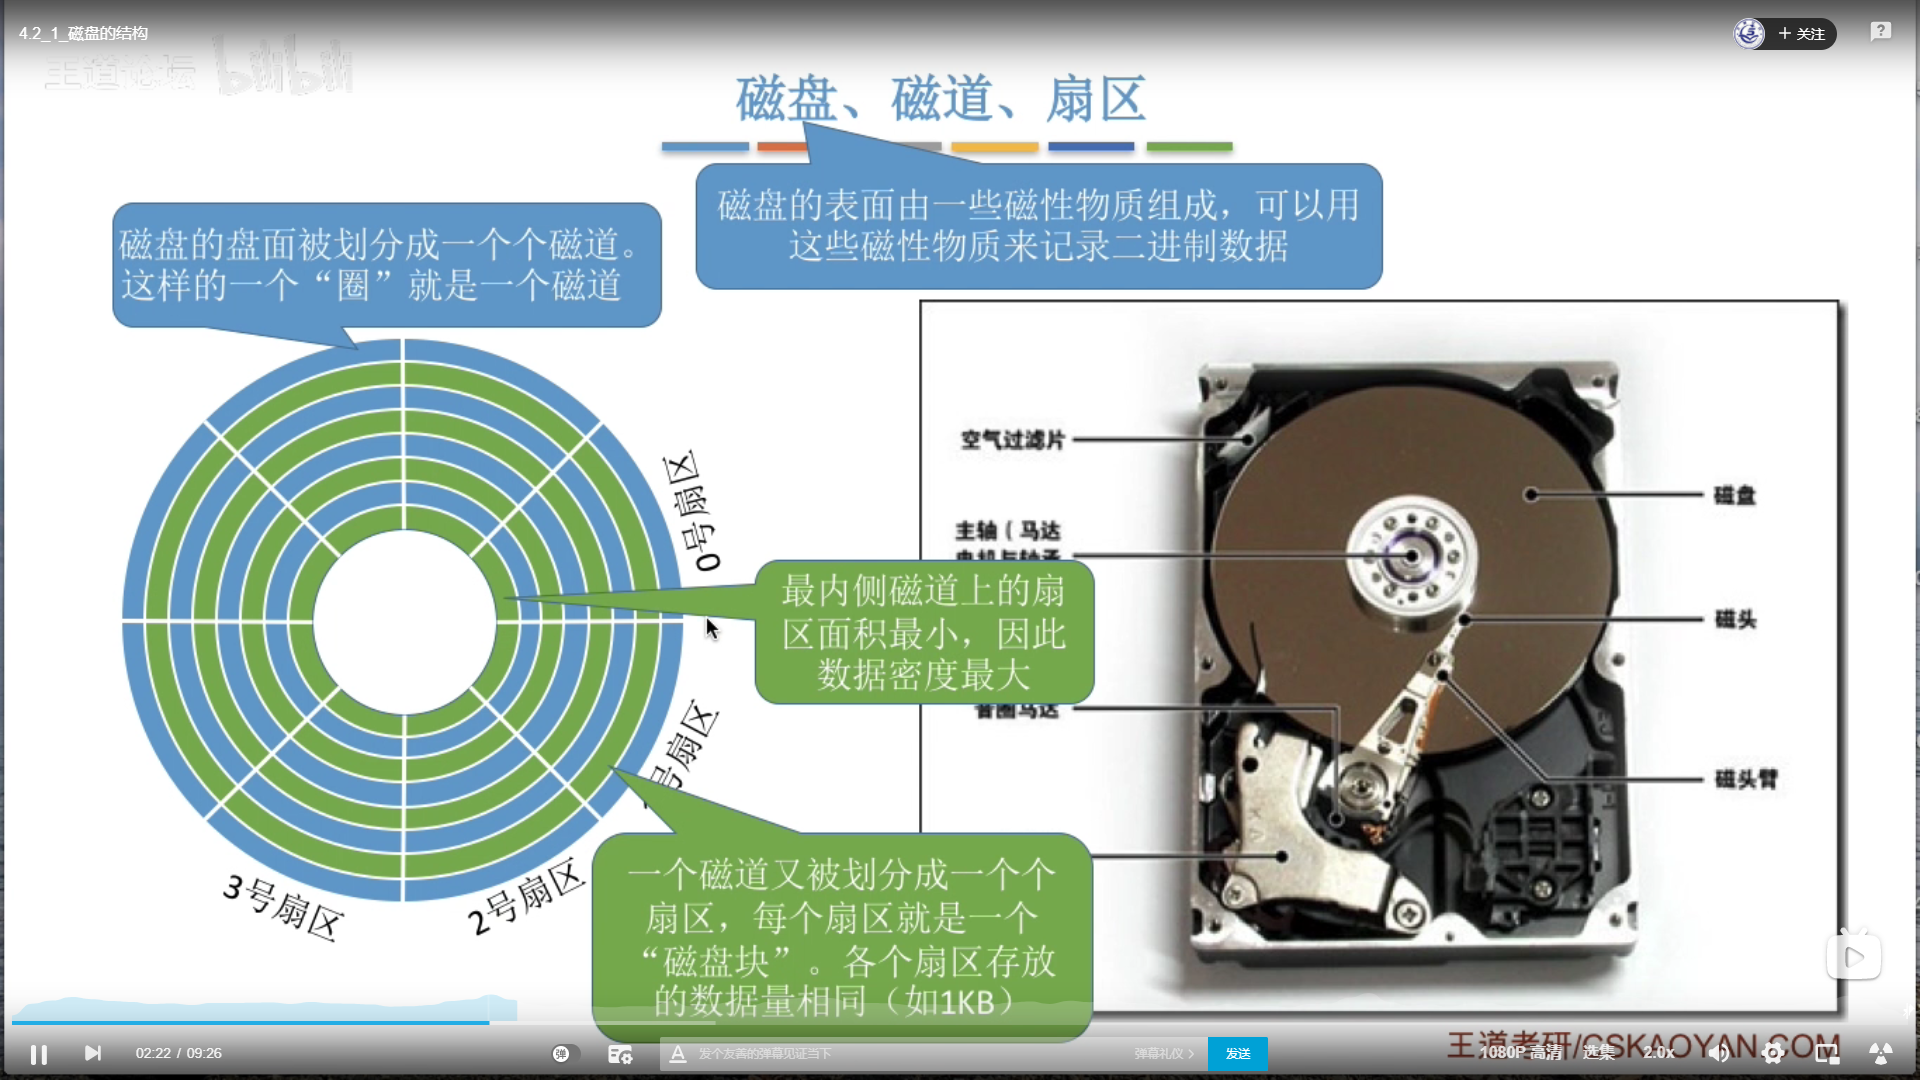 4.2_1_磁盘的结构
+ 关注
王道论坛 bilibili
磁盘、磁道、扇区
磁盘的表面由一些磁性物质组成，可以用
这些磁性物质来记录二进制数据
磁盘的盘面被划分成一个个磁道。
这样的一个“圈”就是一个磁道
0号扇区
号扇区
2号扇区
3号扇区
最内侧磁道上的扇
区面积最小，因此
数据密度最大
一个磁道又被划分成一个个
扇区，每个扇区就是一个
“磁盘块”。各个扇区存放
的数据量相同（如1KB）
空气过滤片
主轴（马达
电机与轴承
音圈马达
磁盘
磁头
磁头臂
王道考研/CSKAOYAN.COM
02:22 / 09:26
弹
发个友善的弹幕见证当下
弹幕礼仪 >
发送
1080P 高清
选集
2.0x